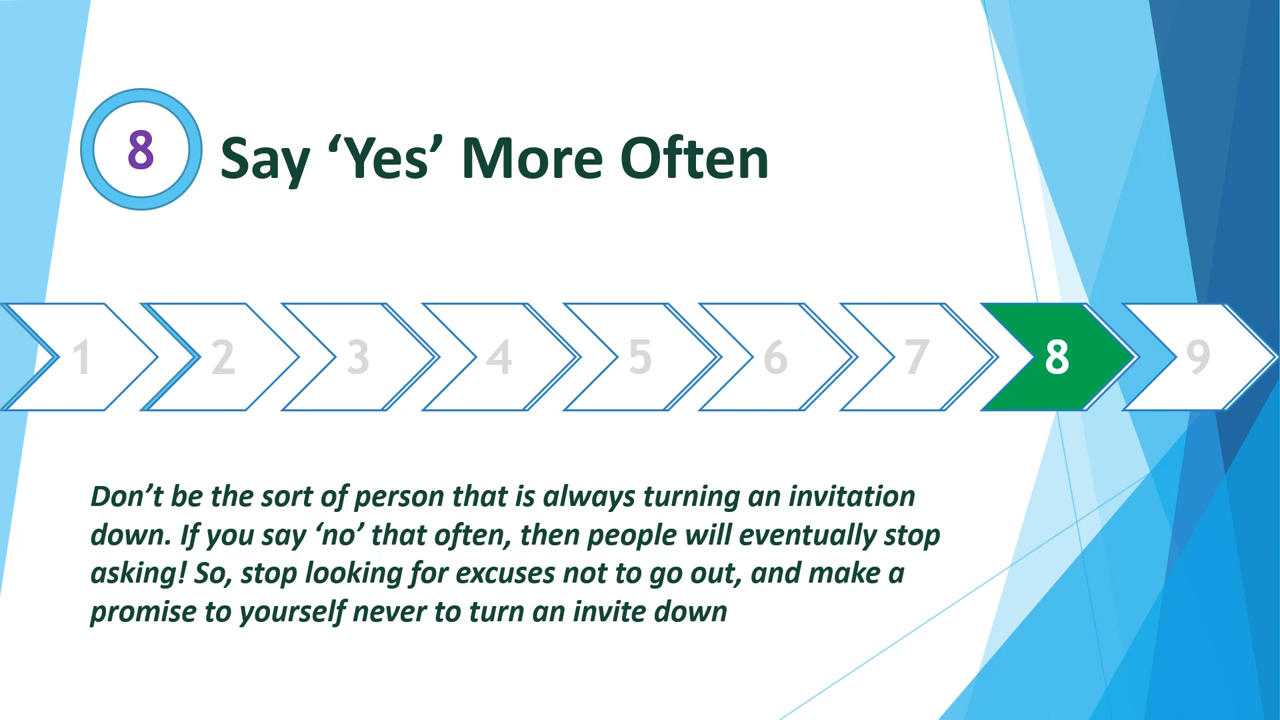 8
Say ‘Yes’ More Often
1 2 3 4 5 6 7 8 9
Don’t be the sort of person that is always turning an invitation
down. If you say ‘no’ that often, then people will eventually stop
asking! So, stop looking for excuses not to go out, and make a
promise to yourself never to turn an invite down